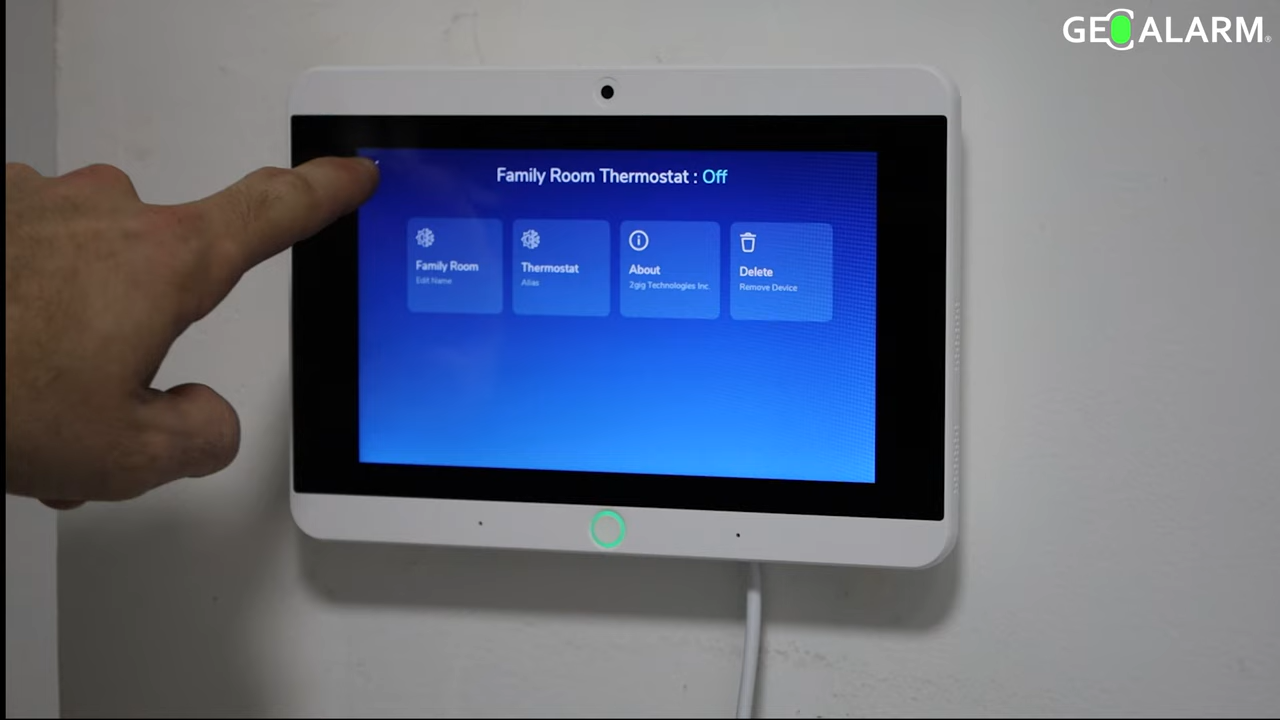 GEOALARM®
Family Room Thermostat : Off
Family Room
Edit Name
Thermostat
Alias
About
2gig Technologies Inc.
Delete
Remove Device